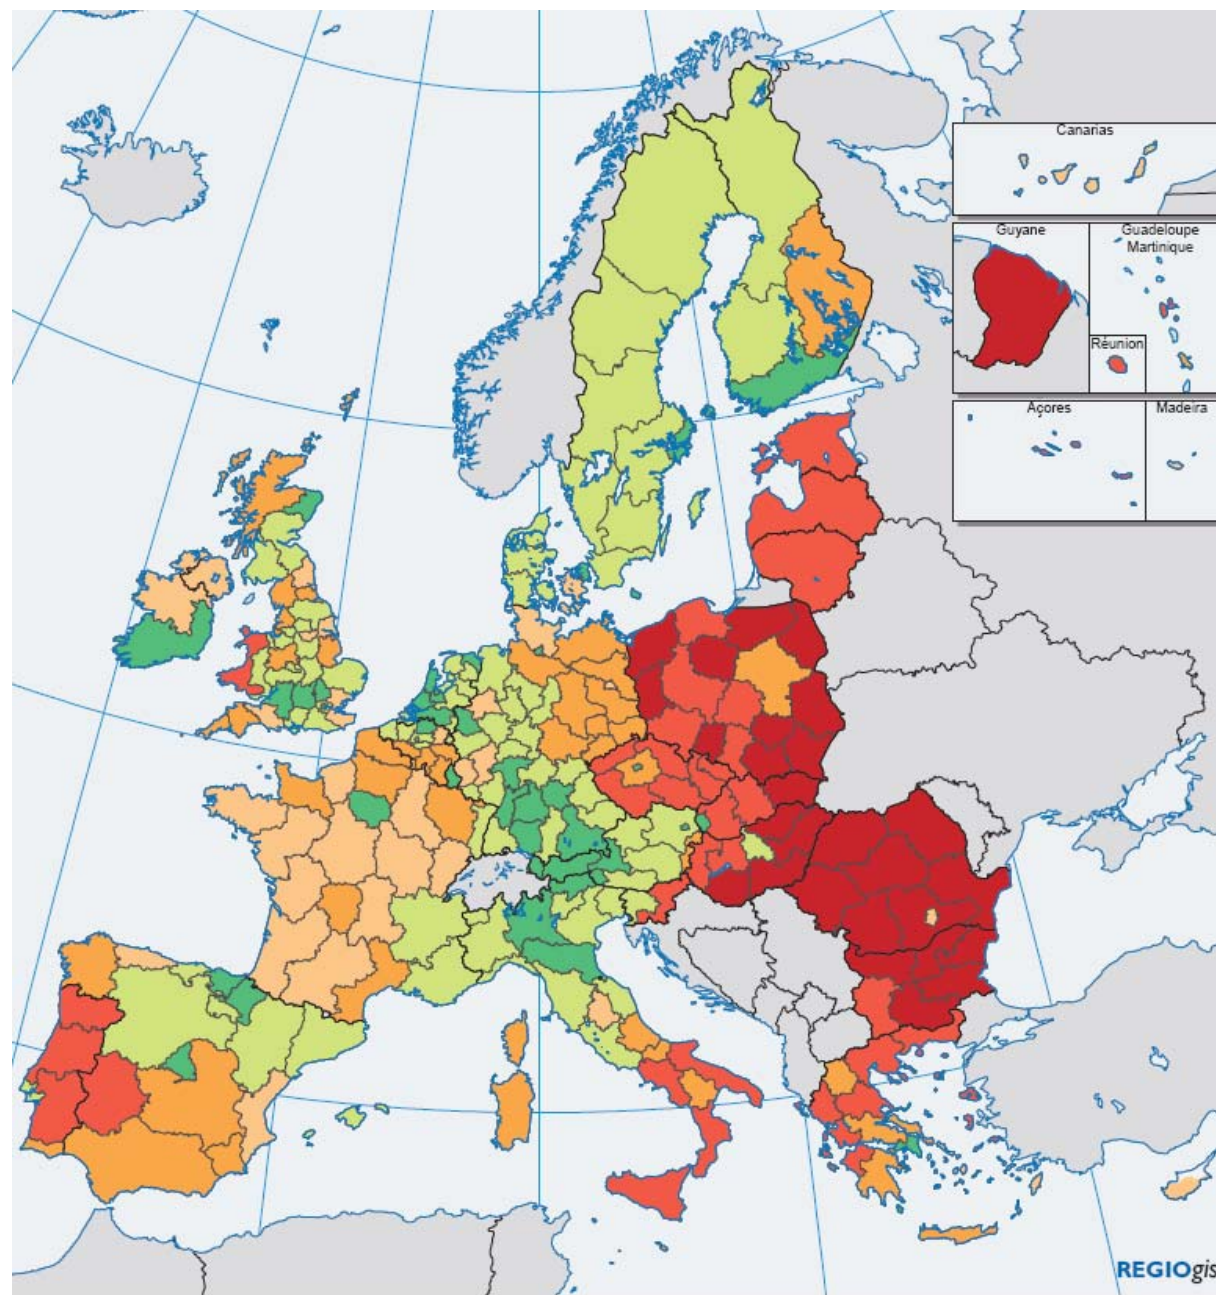 Canarias
Guyane
Guadeloupe
Martinique
Réunion
Açores
Madeira
REGIOgis